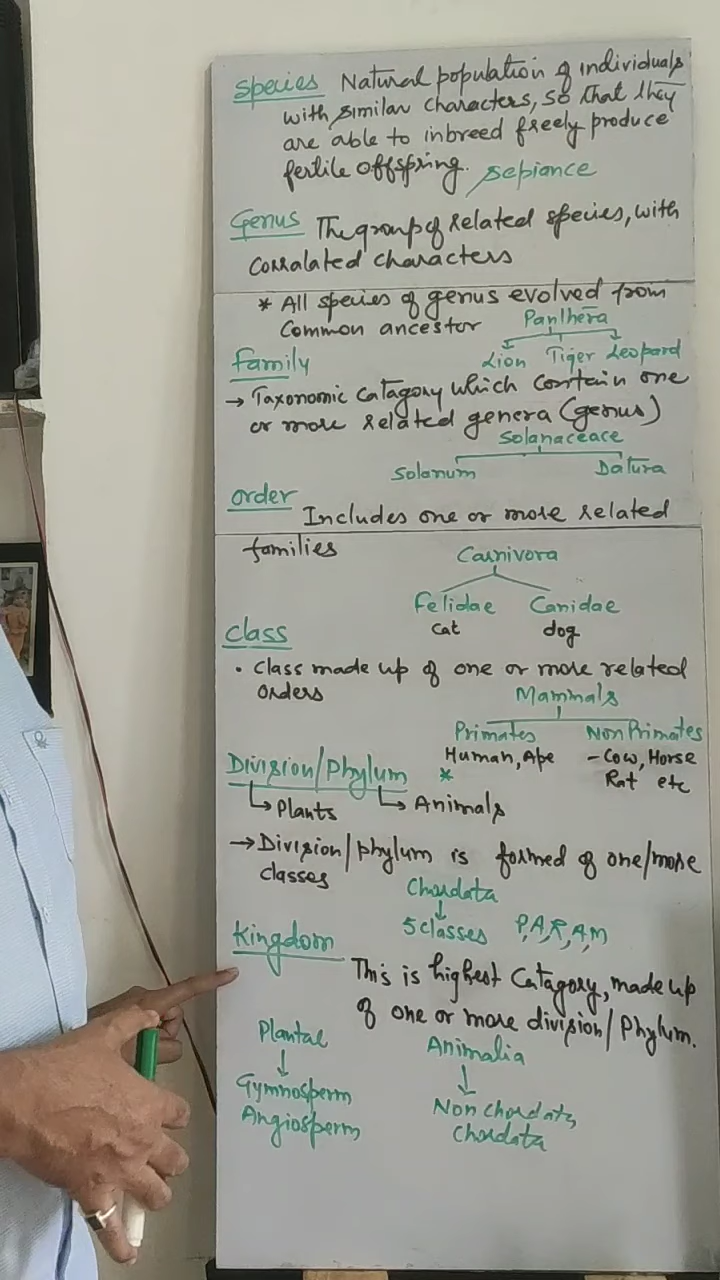 Species Natural population of individuals
with similar characters, so that they
are able to inbreed freely produce
fertile offspring. sepiance
Genus The group of related species, with
corralated characters
* All species of genus evolved from
Common ancestor Panthera
Lion Tiger Leopard
family
→ Taxonomic catagory which contain one
or more related genera (genus)
Solanaceace
Solanum Datura
order Includes one or more related
families Carnivora
Felidae Canidae
cat dog
class
• Class made up of one or more related
orders Mammals
Primates Non Primates
Human, Ape - Cow, Horse
Rat etc
Division/Phylum *
Plants Animals
→ Division/phylum is formed of one/more
classes Chordata
5 classes P,A,R,A,M
Kingdom This is highest Catagory, made up
of one or more division/Phylum.
Plantae Animalia
Gymnosperm Non chordata,
Angiosperm Chordata